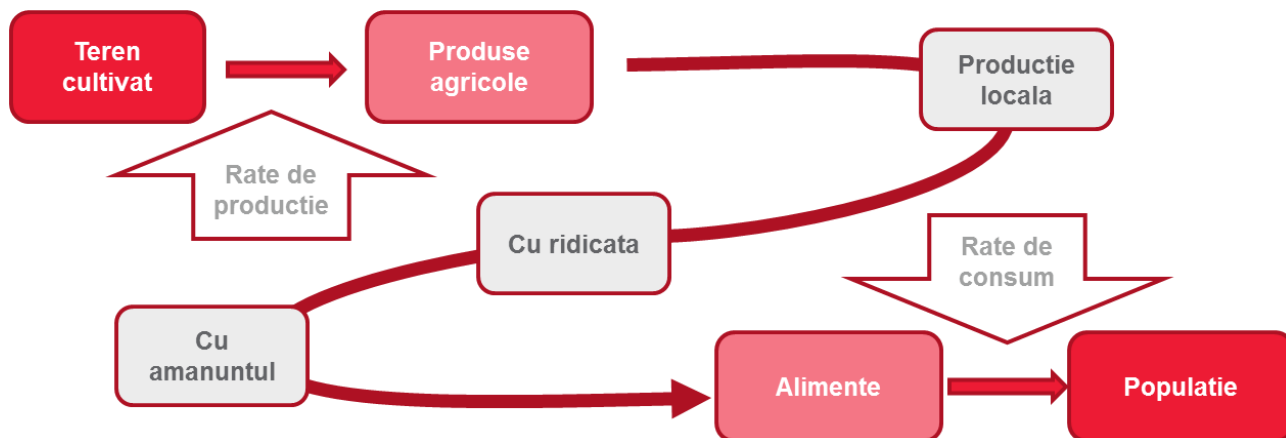 Teren
cultivat
Produse
agricole
Productie
locala
Rate de
productie
Cu ridicata
Rate de
consum
Cu
amanuntul
Alimente
Populatie